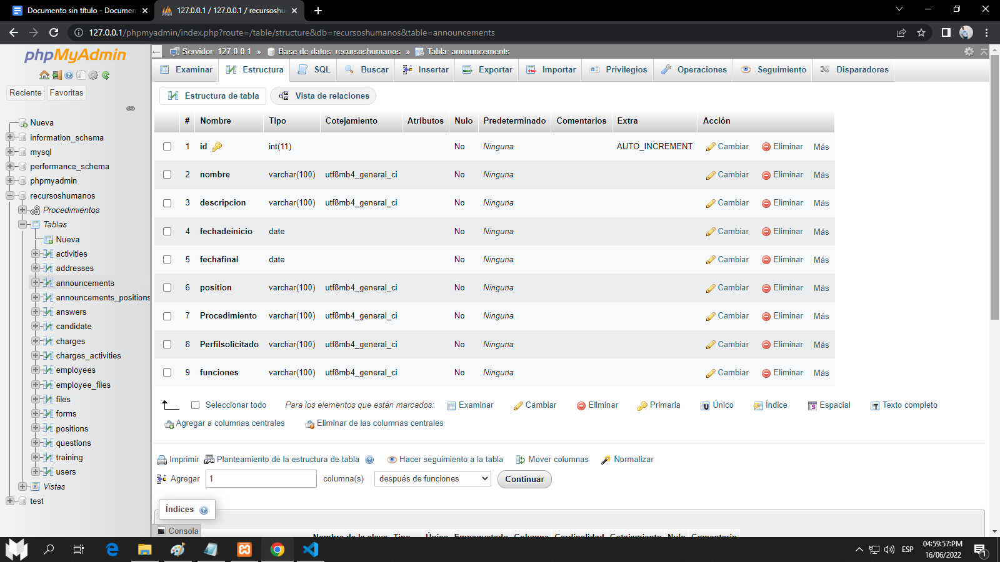 Documento sin título - Documen
127.0.0.1 / 127.0.0.1 / recursoshu
127.0.0.1/phpmyadmin/index.php?route=/table/structure&db=recursoshumanos&table=announcements
phpMyAdmin
Reciente
Favoritas
Nueva
information_schema
mysql
performance_schema
phpmyadmin
recursoshumanos
Procedimientos
Tablas
Nueva
activities
addresses
announcements
announcements_positions
answers
candidate
charges
charges_activities
employees
employee_files
files
forms
positions
questions
training
users
Vistas
test
Servidor: 127.0.0.1 » Base de datos: recursoshumanos » Tabla: announcements
Examinar Estructura SQL Buscar Insertar Exportar Importar Privilegios Operaciones Seguimiento Disparadores
Estructura de tabla Vista de relaciones
# Nombre Tipo Cotejamiento Atributos Nulo Predeterminado Comentarios Extra Acción
1 id int(11) No Ninguna AUTO_INCREMENT Cambiar Eliminar Más
2 nombre varchar(100) utf8mb4_general_ci No Ninguna Cambiar Eliminar Más
3 descripcion varchar(100) utf8mb4_general_ci No Ninguna Cambiar Eliminar Más
4 fechadeinicio date No Ninguna Cambiar Eliminar Más
5 fechafinal date No Ninguna Cambiar Eliminar Más
6 position varchar(100) utf8mb4_general_ci No Ninguna Cambiar Eliminar Más
7 Procedimiento varchar(100) utf8mb4_general_ci No Ninguna Cambiar Eliminar Más
8 Perfilsolicitado varchar(100) utf8mb4_general_ci No Ninguna Cambiar Eliminar Más
9 funciones varchar(100) utf8mb4_general_ci No Ninguna Cambiar Eliminar Más
Seleccionar todo Para los elementos que están marcados: Examinar Cambiar Eliminar Primaria Único Índice Espacial Texto completo
Agregar a columnas centrales Eliminar de las columnas centrales
Imprimir Planteamiento de la estructura de tabla Hacer seguimiento a la tabla Mover columnas Normalizar
Agregar 1 columna(s) después de funciones Continuar
Índices
Consola
Nombre de la clave Tipo Único Empaquetado Columna Cardinalidad Cotejamiento Nulo Comentario
ESP
04:59:57:PM
16/06/2022
1